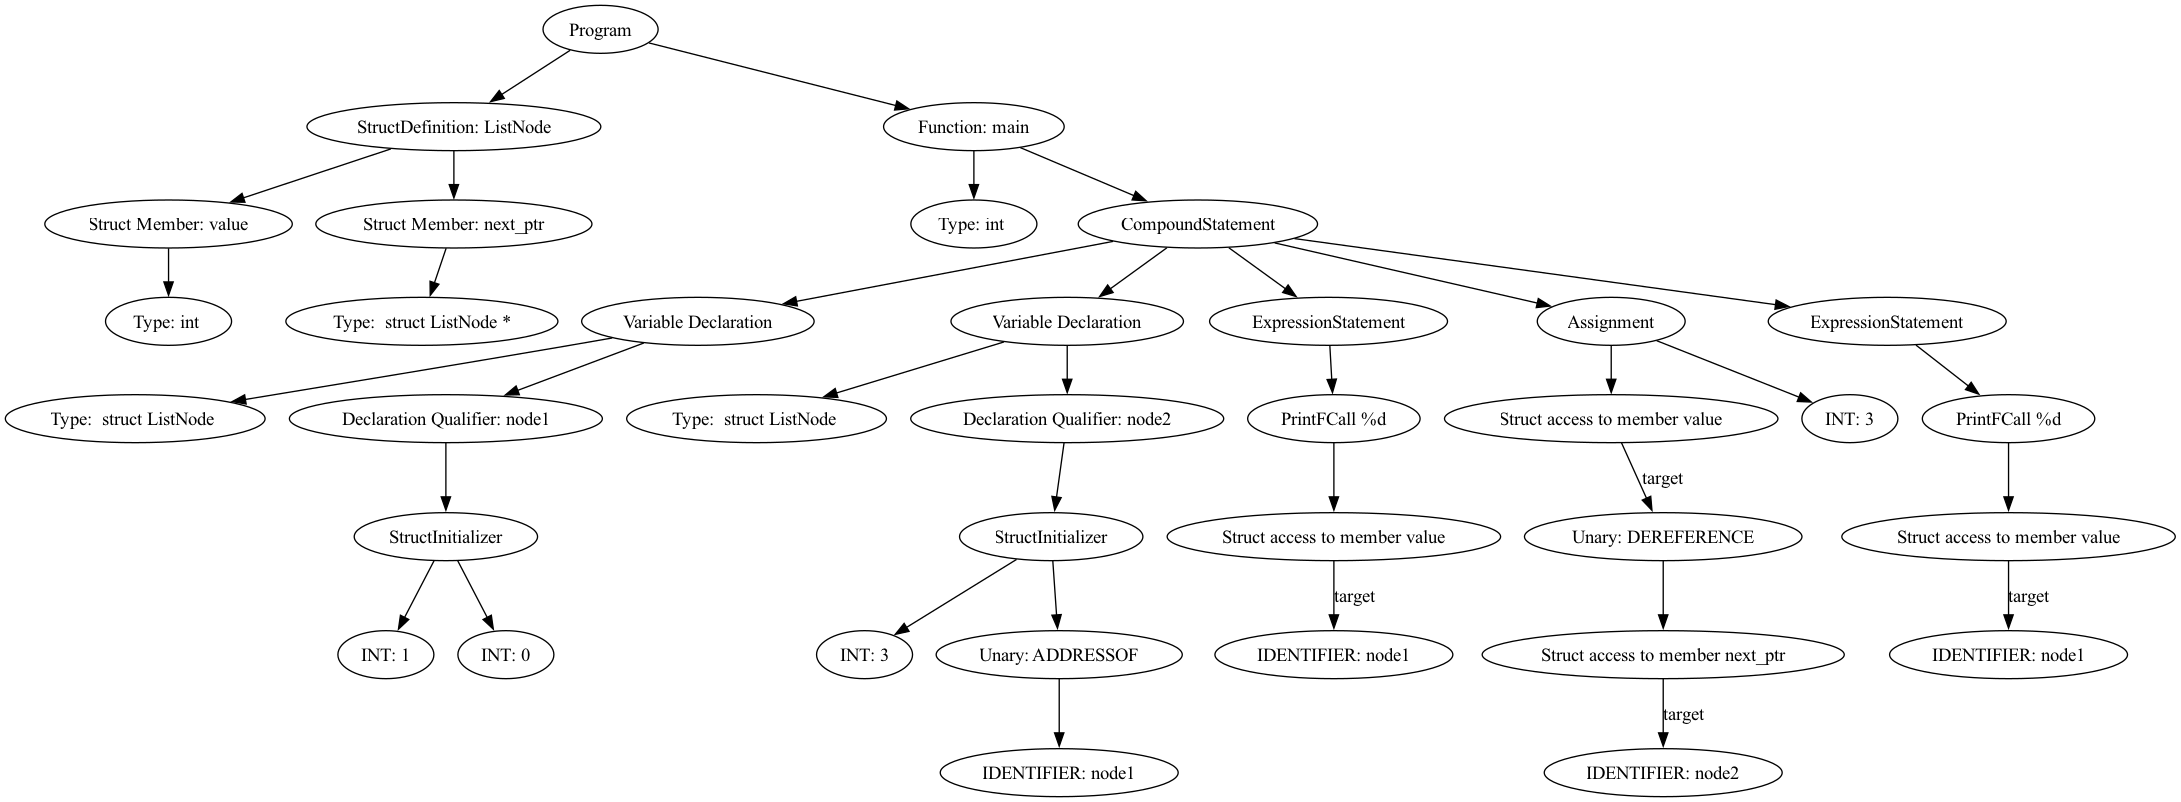 Program
StructDefinition: ListNode
Function: main
Struct Member: value
Struct Member: next_ptr
Type: int
CompoundStatement
Type: int
Type: struct ListNode *
Variable Declaration
Variable Declaration
ExpressionStatement
Assignment
ExpressionStatement
Type: struct ListNode
Declaration Qualifier: node1
Type: struct ListNode
Declaration Qualifier: node2
PrintFCall %d
Struct access to member value
INT: 3
PrintFCall %d
target
StructInitializer
StructInitializer
Struct access to member value
Unary: DEREFERENCE
Struct access to member value
target
target
INT: 1
INT: 0
INT: 3
Unary: ADDRESSOF
IDENTIFIER: node1
Struct access to member next_ptr
IDENTIFIER: node1
target
IDENTIFIER: node1
IDENTIFIER: node2